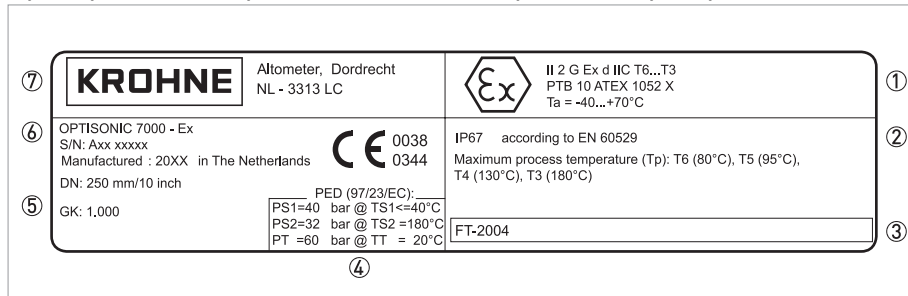 ⑦
KROHNE
Altometer, Dordrecht
NL - 3313 LC
Ex
II 2 G Ex d IIC T6...T3
PTB 10 ATEX 1052 X
Ta = -40...+70°C
①
⑥
OPTISONIC 7000 - Ex
S/N: Axx xxxxx
Manufactured : 20XX in The Netherlands
DN: 250 mm/10 inch
CE 0038
0344
IP67 according to EN 60529
②
Maximum process temperature (Tp): T6 (80°C), T5 (95°C),
T4 (130°C), T3 (180°C)
⑤
GK: 1.000
PED (97/23/EC):
PS1=40 bar @ TS1<=40°C
PS2=32 bar @ TS2 =180°C
PT =60 bar @ TT = 20°C
FT-2004
③
④